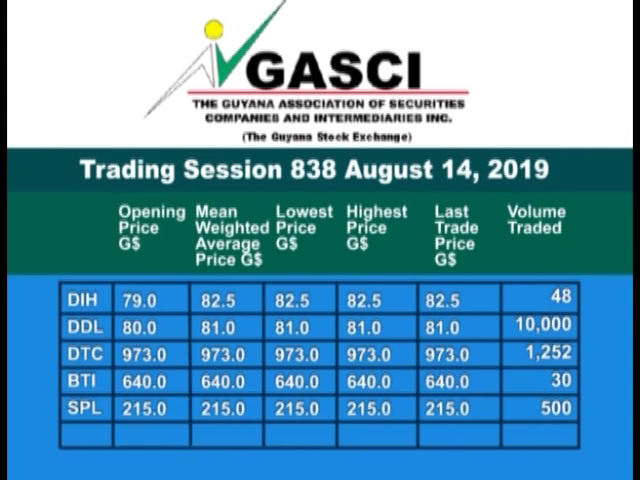 GASCI
THE GUYANA ASSOCIATION OF SECURITIES
COMPANIES AND INTERMEDIARIES INC.
(The Guyana Stock Exchange)
Trading Session 838 August 14, 2019
Opening Price G$ Mean Weighted Average Price G$ Lowest Price G$ Highest Price G$ Last Trade Price G$ Volume Traded
DIH 79.0 82.5 82.5 82.5 82.5 48
DDL 80.0 81.0 81.0 81.0 81.0 10,000
DTC 973.0 973.0 973.0 973.0 973.0 1,252
BTI 640.0 640.0 640.0 640.0 640.0 30
SPL 215.0 215.0 215.0 215.0 215.0 500